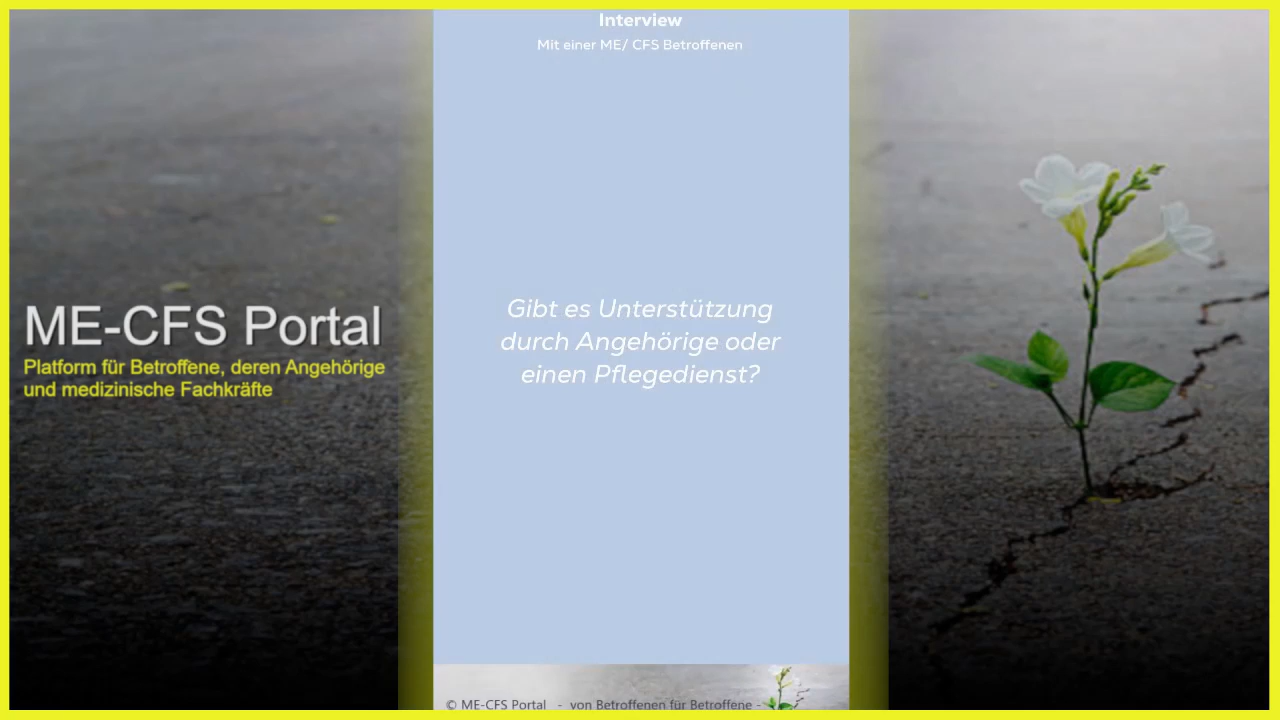 Interview
Mit einer ME/ CFS Betroffenen
ME-CFS Portal
Platform für Betroffene, deren Angehörige
und medizinische Fachkräfte
Gibt es Unterstützung
durch Angehörige oder
einen Pflegedienst?
© ME-CFS Portal - von Betroffenen für Betroffene -